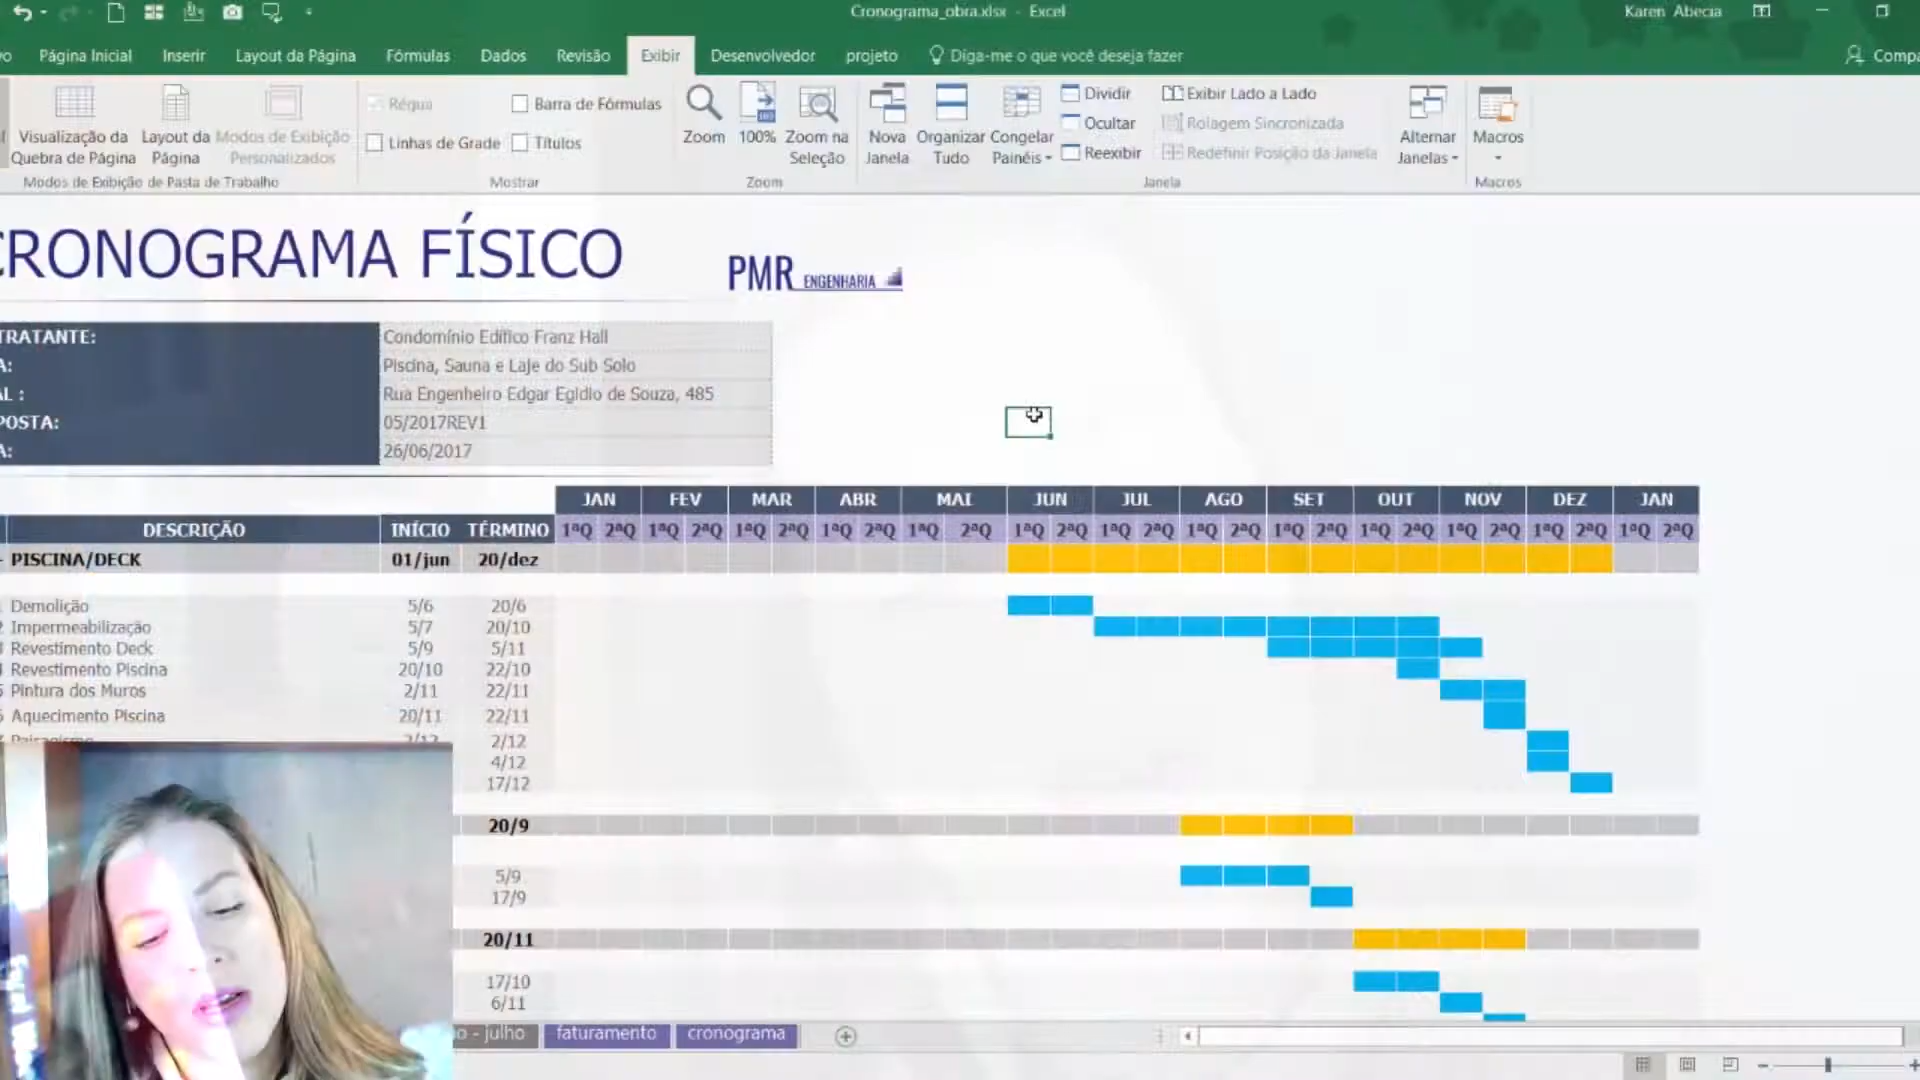 Cronograma_obra.xlsx - Excel
Karen Abecia
Página Inicial Inserir Layout da Página Fórmulas Dados Revisão Exibir Desenvolvedor projeto Diga-me o que você deseja fazer
Visualização da Quebra de Página
Layout da Página
Modos de Exibição Personalizados
Modos de Exibição de Pasta de Trabalho
Régua
Barra de Fórmulas
Linhas de Grade
Títulos
Mostrar
Zoom
100%
Zoom na Seleção
Zoom
Nova Janela
Organizar Tudo
Congelar Painéis
Dividir
Ocultar
Reexibir
Exibir Lado a Lado
Rolagem Sincronizada
Redefinir Posição da Janela
Janela
Alternar Janelas
Macros
Macros
CRONOGRAMA FÍSICO
PMR ENGENHARIA
TRATANTE: Condomínio Edífico Franz Hall
A: Piscina, Sauna e Laje do Sub Solo
AL : Rua Engenheiro Edgar Egidio de Souza, 485
POSTA: 05/2017REV1
A: 26/06/2017
JAN FEV MAR ABR MAI JUN JUL AGO SET OUT NOV DEZ JAN
DESCRIÇÃO INÍCIO TÉRMINO 1ªQ 2ªQ 1ªQ 2ªQ 1ªQ 2ªQ 1ªQ 2ªQ 1ªQ 2ªQ 1ªQ 2ªQ 1ªQ 2ªQ 1ªQ 2ªQ 1ªQ 2ªQ 1ªQ 2ªQ 1ªQ 2ªQ 1ªQ 2ªQ 1ªQ 2ªQ
PISCINA/DECK 01/jun 20/dez
Demolição 5/6 20/6
2 Impermeabilização 5/7 20/10
Revestimento Deck 5/9 5/11
Revestimento Piscina 20/10 22/10
Pintura dos Muros 2/11 22/11
Aquecimento Piscina 20/11 22/11
2/12
4/12
17/12
20/9
5/9
17/9
20/11
17/10
6/11
o - julho faturamento cronograma